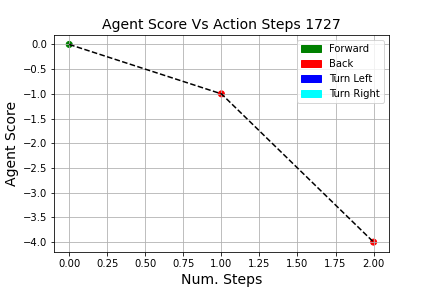 Agent Score Vs Action Steps 1727
Agent Score
0.0
−0.5
−1.0
−1.5
−2.0
−2.5
−3.0
−3.5
−4.0
Forward
Back
Turn Left
Turn Right
0.00 0.25 0.50 0.75 1.00 1.25 1.50 1.75 2.00
Num. Steps